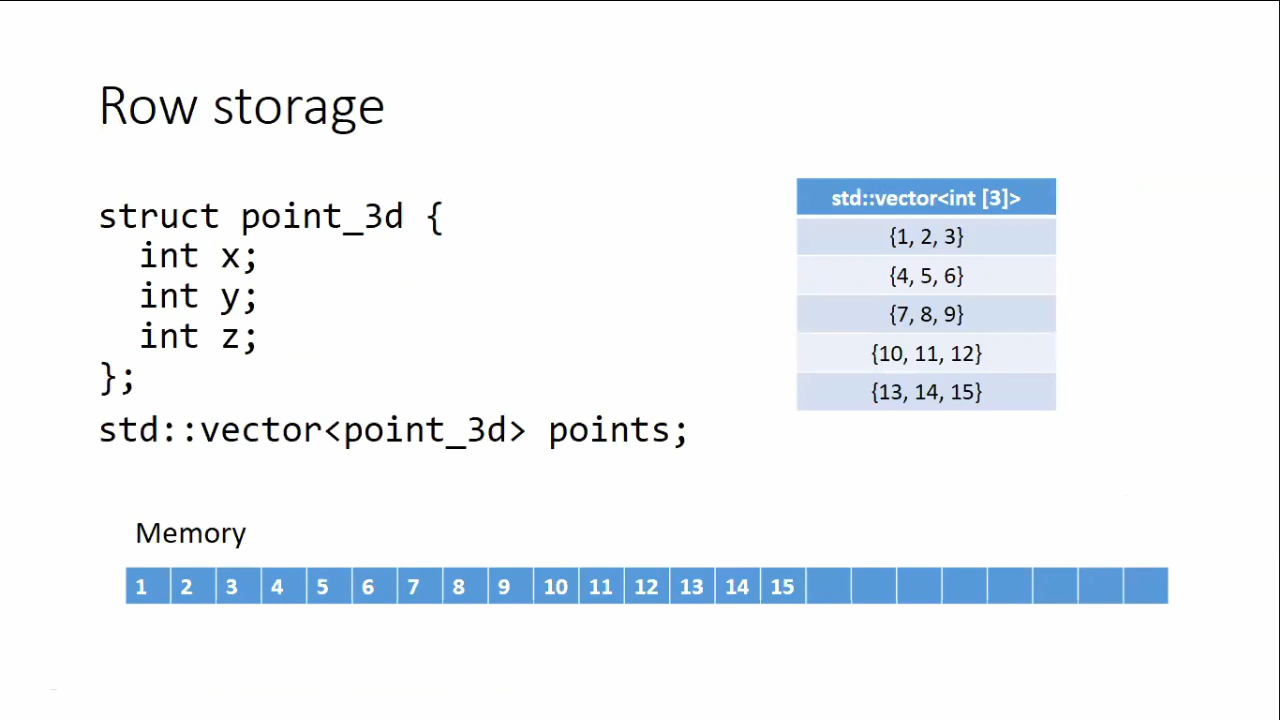 Row storage
struct point_3d {
int x;
int y;
int z;
};
std::vector<point_3d> points;
std::vector<int [3]>
{1, 2, 3}
{4, 5, 6}
{7, 8, 9}
{10, 11, 12}
{13, 14, 15}
Memory
1 2 3 4 5 6 7 8 9 10 11 12 13 14 15